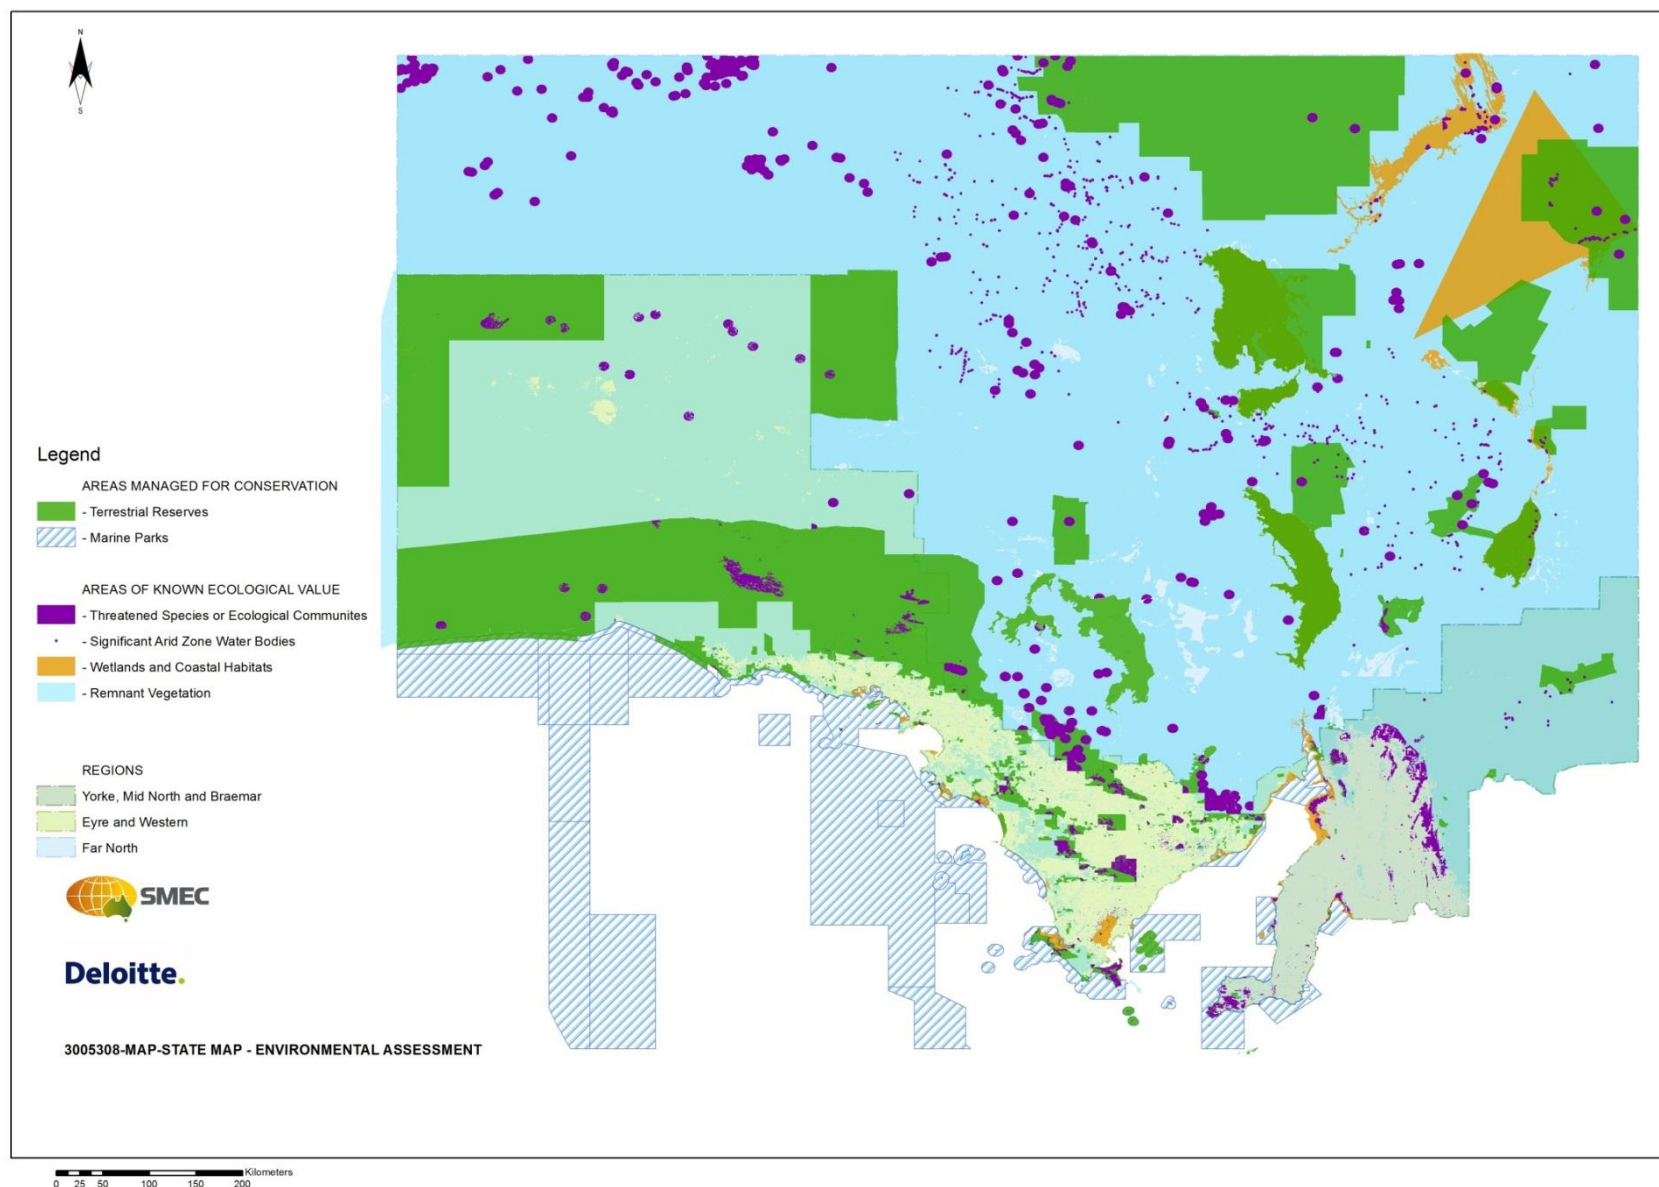 N
S
Legend
AREAS MANAGED FOR CONSERVATION
- Terrestrial Reserves
- Marine Parks
AREAS OF KNOWN ECOLOGICAL VALUE
- Threatened Species or Ecological Communites
- Significant Arid Zone Water Bodies
- Wetlands and Coastal Habitats
- Remnant Vegetation
REGIONS
Yorke, Mid North and Braemar
Eyre and Western
Far North
SMEC
Deloitte.
3005308-MAP-STATE MAP - ENVIRONMENTAL ASSESSMENT
Kilometers
0 25 50 100 150 200